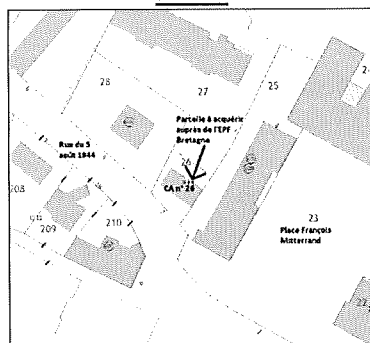 28
27
25
Parcelle à acquérir
auprès de l'EPF
Bretagne
Rue du 5
août 1944
26
CA n° 26
208
209
210
23
Place François
Mitterrand